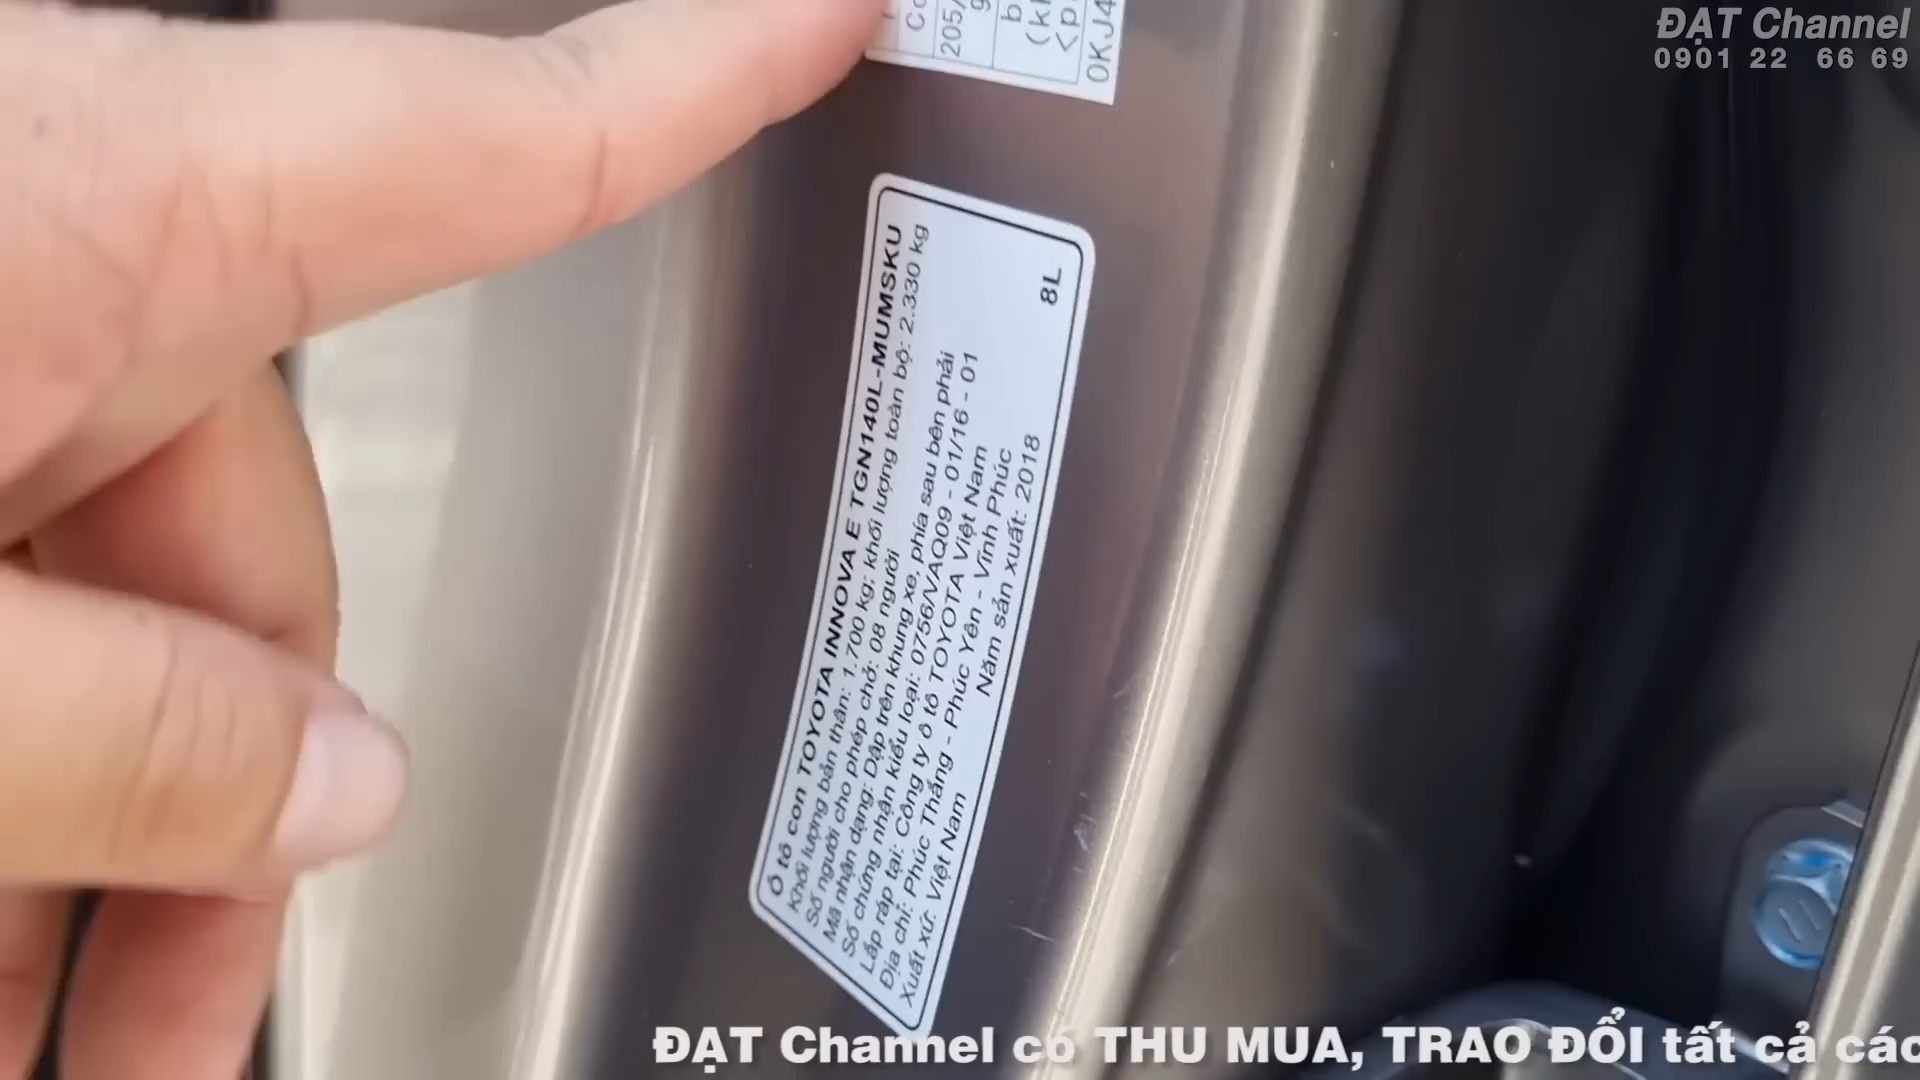 ĐẠT Channel
0901 22 66 69
205/
0KJ4
Ô tô con TOYOTA INNOVA E TGN140L-MUMSKU
Khối lượng bản thân: 1.700 kg; khối lượng toàn bộ: 2.330 kg
Số người cho phép chở: 08 người
Mã nhận dạng: Dập trên khung xe, phía sau bên phải
Số chứng nhận kiểu loại: 0756/VAQ09 - 01/16 - 01
Lắp ráp tại: Công ty ô tô TOYOTA Việt Nam
Địa chỉ: Phúc Thắng - Phúc Yên - Vĩnh Phúc
Xuất xứ: Việt Nam Năm sản xuất: 2018
8L
ĐẠT Channel có THU MUA, TRAO ĐỔI tất cả các